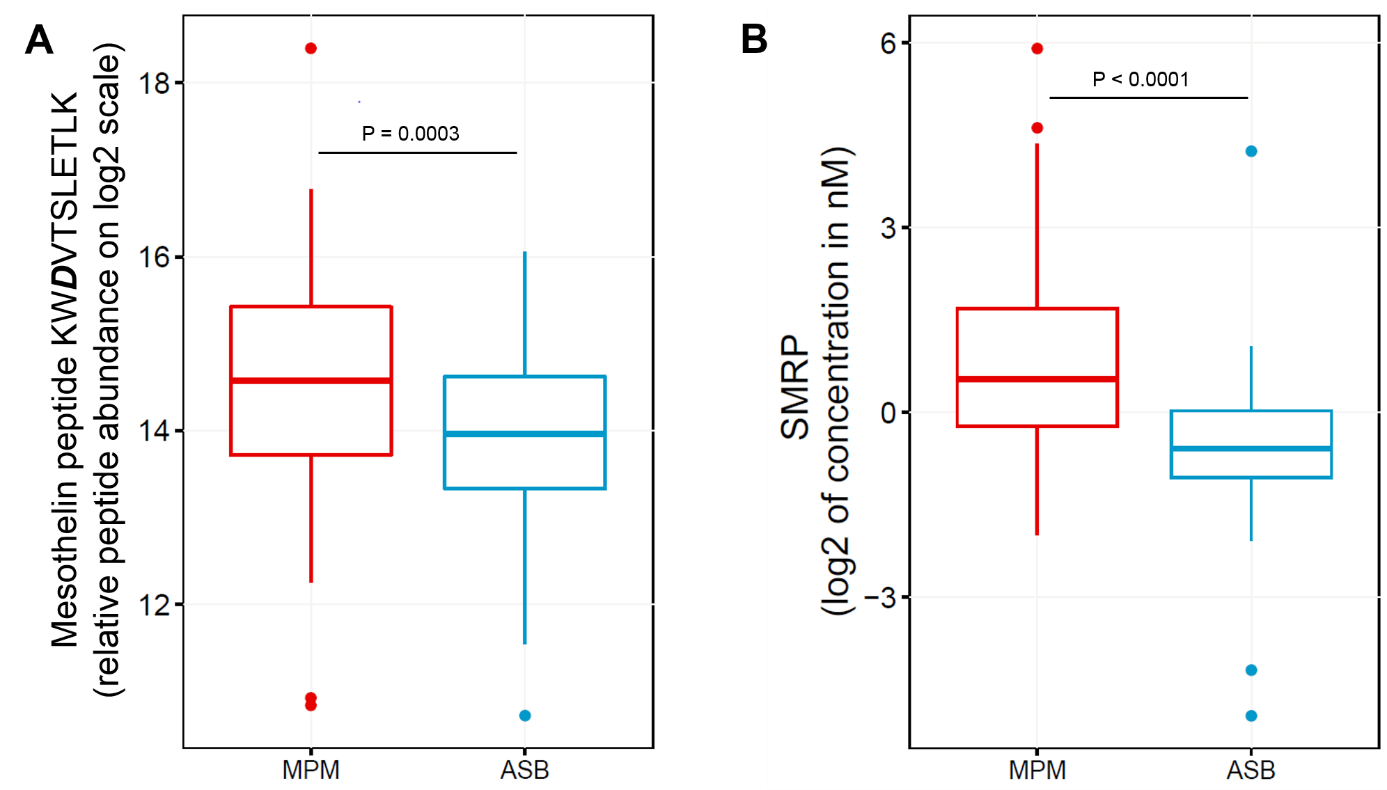 A
Mesothelin peptide KWDVTSLETLK
(relative peptide abundance on log2 scale)
18
16
14
12
P = 0.0003
MPM
ASB
B
SMRP
(log2 of concentration in nM)
6
3
0
−3
P < 0.0001
MPM
ASB